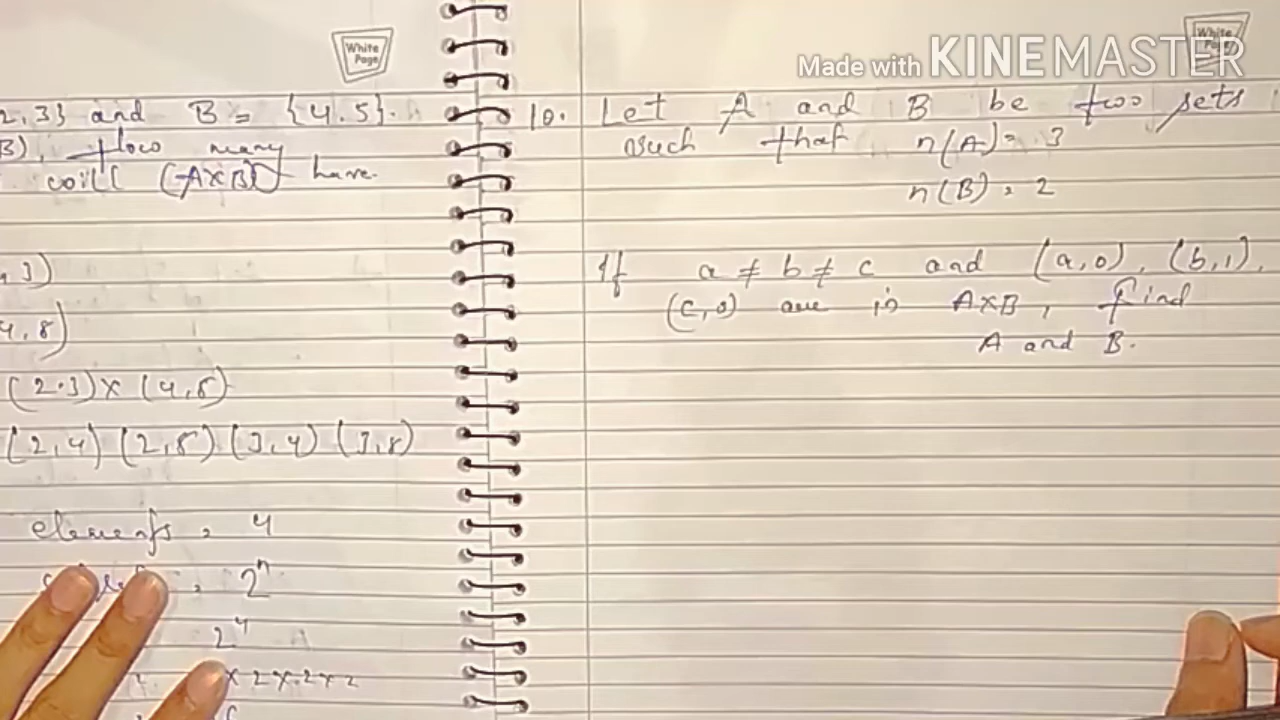 White Page
2,3} and B = {4.5}.
B), How many
will (A×B) have.
,3)
4,8)
(2.3)× (4,8)
(2,4) (2,8) (3,4) (3,8)
elements = 4
= 2ⁿ
2⁴
×2×2×2
Made with KINEMASTER
10. Let A and B be two sets
such that n(A)= 3
n(B) = 2
If a ≠ b ≠ c and (a,0), (b,1),
(c,0) are in A×B, find
A and B.